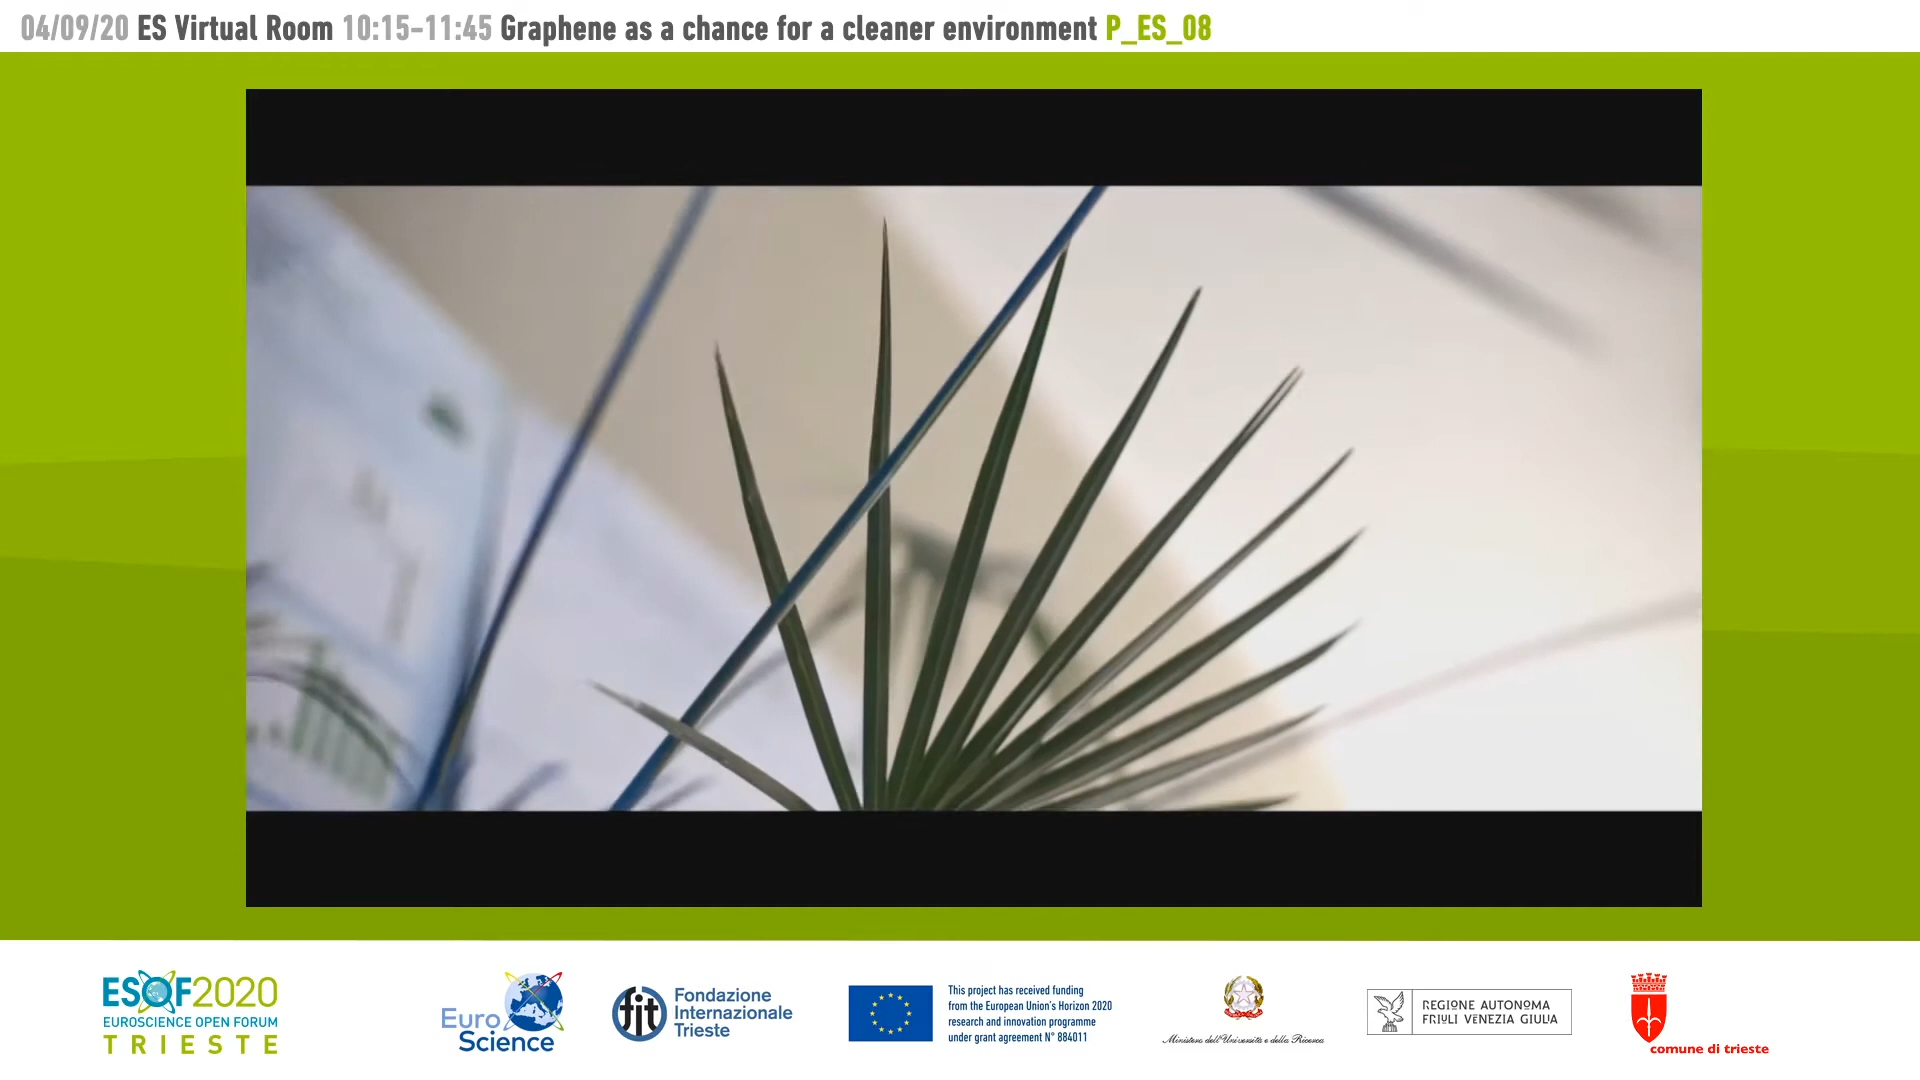 04/09/20 ES Virtual Room 10:15-11:45 Graphene as a chance for a cleaner environment P_ES_08
ESOF2020
EUROSCIENCE OPEN FORUM
TRIESTE
Euro
Science
fit
Fondazione
Internazionale
Trieste
This project has received funding
from the European Union's Horizon 2020
research and innovation programme
under grant agreement N° 884011
Ministero dell'Università e della Ricerca
REGIONE AUTONOMA
FRIULI VENEZIA GIULIA
comune di trieste